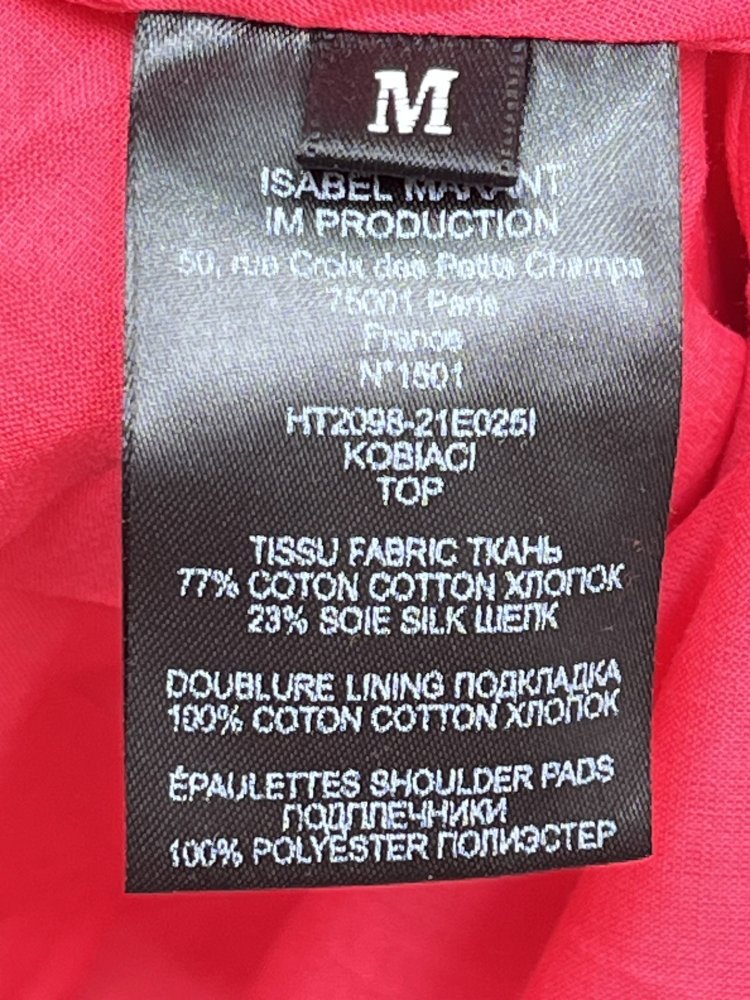 M
ISABEL MARANT
IM PRODUCTION
50, rue Croix des Petits Champs
75001 Paris
France
N°1501
HT2098-21E025I
KOBIACI
TOP
TISSU FABRIC ТКАНЬ
77% COTON COTTON ХЛОПОК
23% SOIE SILK ШЕЛК
DOUBLURE LINING ПОДКЛАДКА
100% COTON COTTON ХЛОПОК
ÉPAULETTES SHOULDER PADS
ПОДПЛЕЧНИКИ
100% POLYESTER ПОЛИЭСТЕР